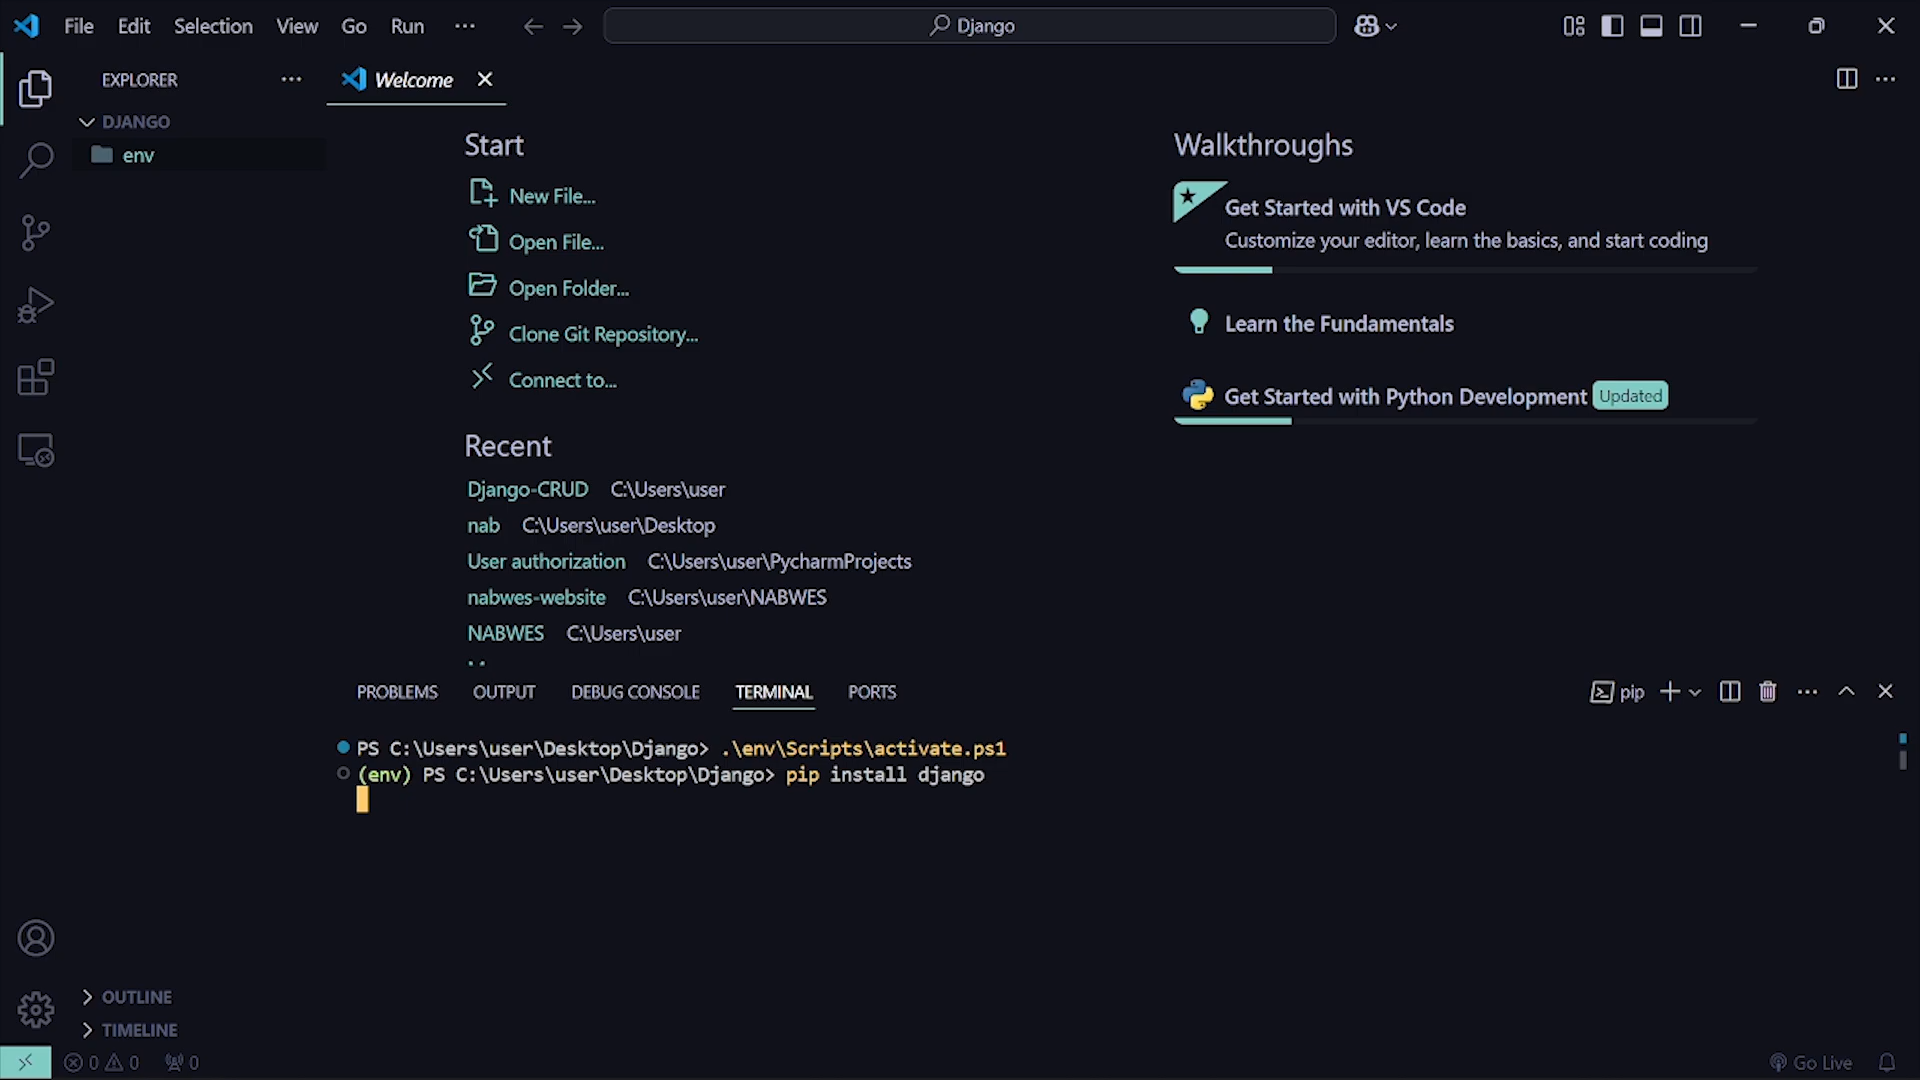 File Edit Selection View Go Run ··· Django
EXPLORER ···
Welcome
DJANGO
env
Start
New File...
Open File...
Open Folder...
Clone Git Repository...
Connect to...
Recent
Django-CRUD C:\Users\user
nab C:\Users\user\Desktop
User authorization C:\Users\user\PycharmProjects
nabwes-website C:\Users\user\NABWES
NABWES C:\Users\user
Walkthroughs
Get Started with VS Code
Customize your editor, learn the basics, and start coding
Learn the Fundamentals
Get Started with Python Development Updated
PROBLEMS OUTPUT DEBUG CONSOLE TERMINAL PORTS pip
PS C:\Users\user\Desktop\Django> .\env\Scripts\activate.ps1
(env) PS C:\Users\user\Desktop\Django> pip install django
OUTLINE
TIMELINE
0 0 0 Go Live